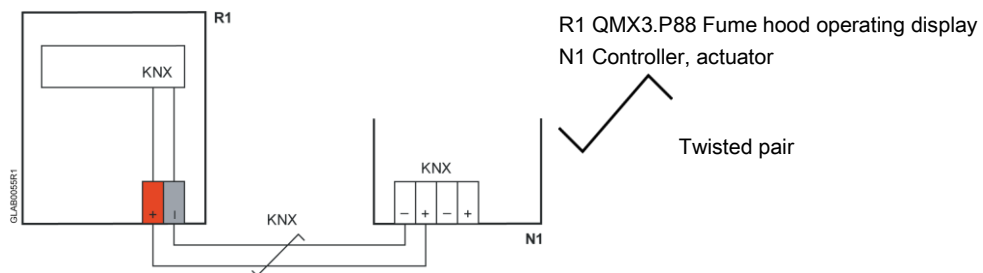 R1
R1 QMX3.P88 Fume hood operating display
N1 Controller, actuator
KNX
Twisted pair
KNX
GLAB0055R1
+ –
– + – +
KNX
N1